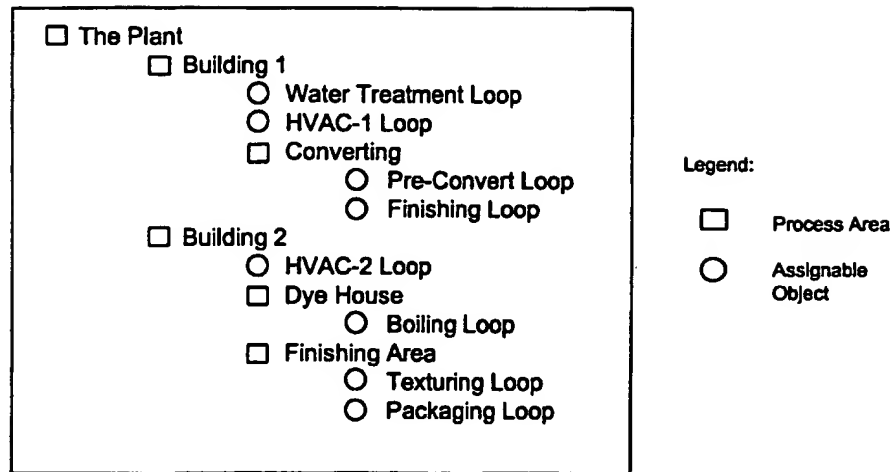 The Plant
Building 1
Water Treatment Loop
HVAC-1 Loop
Converting
Pre-Convert Loop
Finishing Loop
Building 2
HVAC-2 Loop
Dye House
Boiling Loop
Finishing Area
Texturing Loop
Packaging Loop
Legend:
Process Area
Assignable
Object